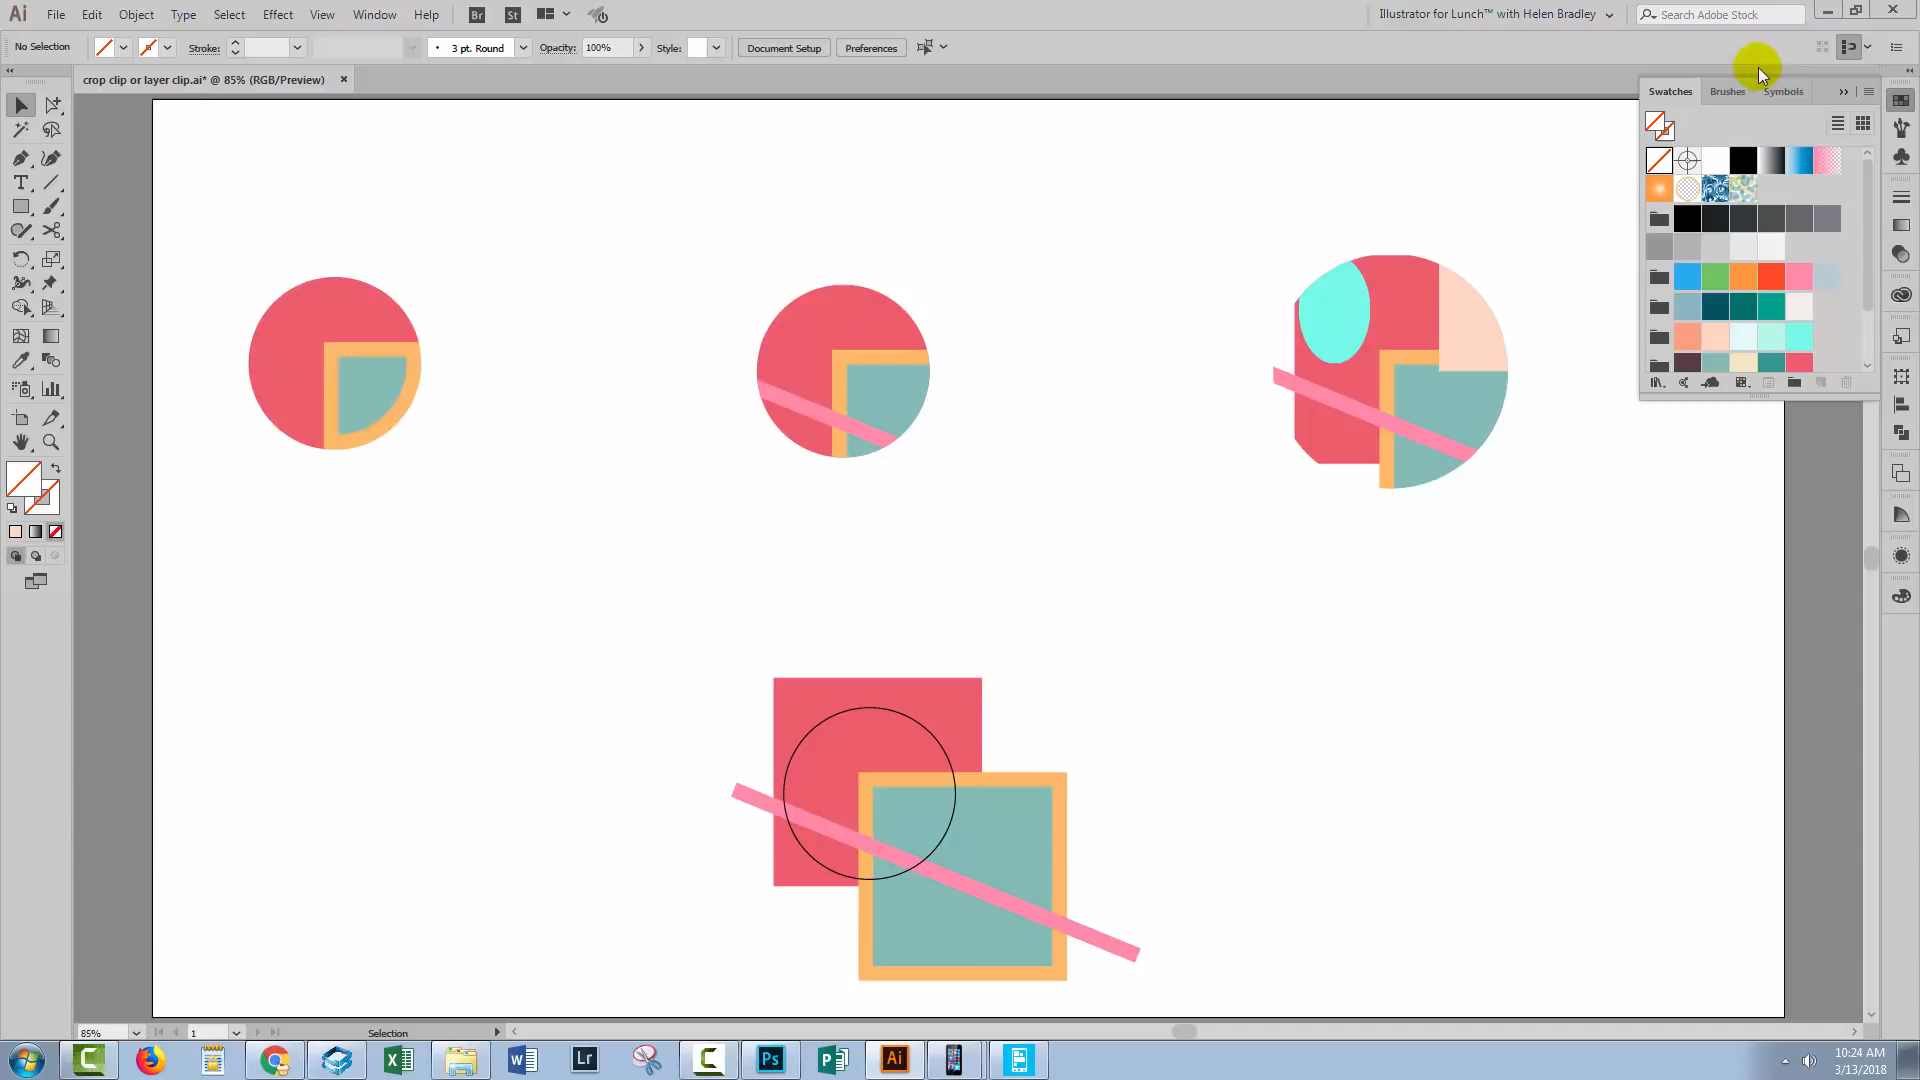 Ai File Edit Object Type Select Effect View Window Help Br St Illustrator for Lunch™ with Helen Bradley Search Adobe Stock
No Selection Stroke: 3 pt. Round Opacity: 100% Style: Document Setup Preferences
crop clip or layer clip.ai* @ 85% (RGB/Preview)
Swatches Brushes Symbols
85% 1 Selection
Lr Ps Ai
10:24 AM
3/13/2018